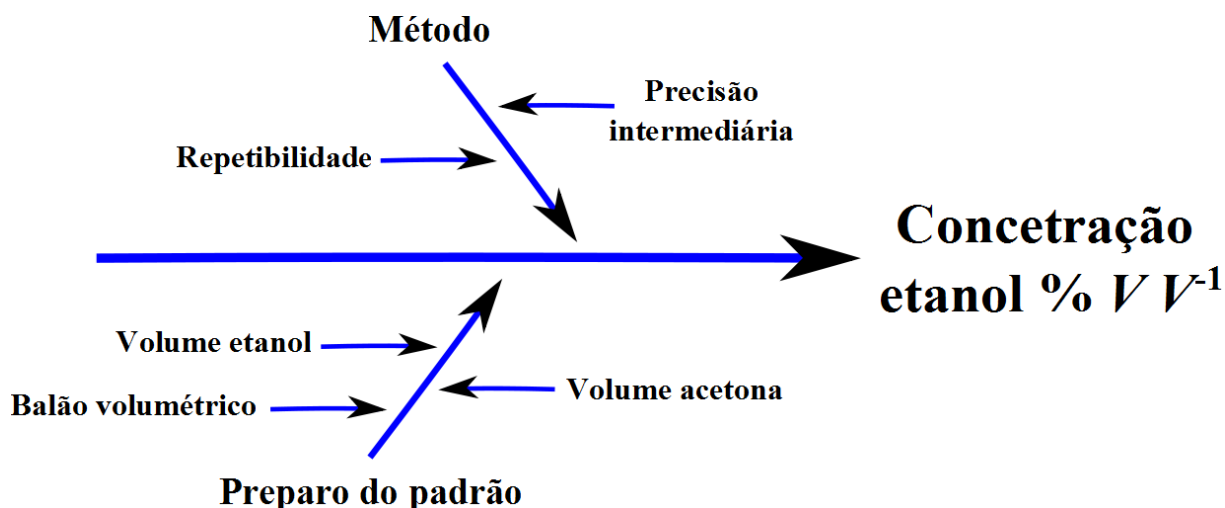 Método
Precisão
intermediária
Repetibilidade
Concetração
etanol % V V-1
Volume etanol
Volume acetona
Balão volumétrico
Preparo do padrão